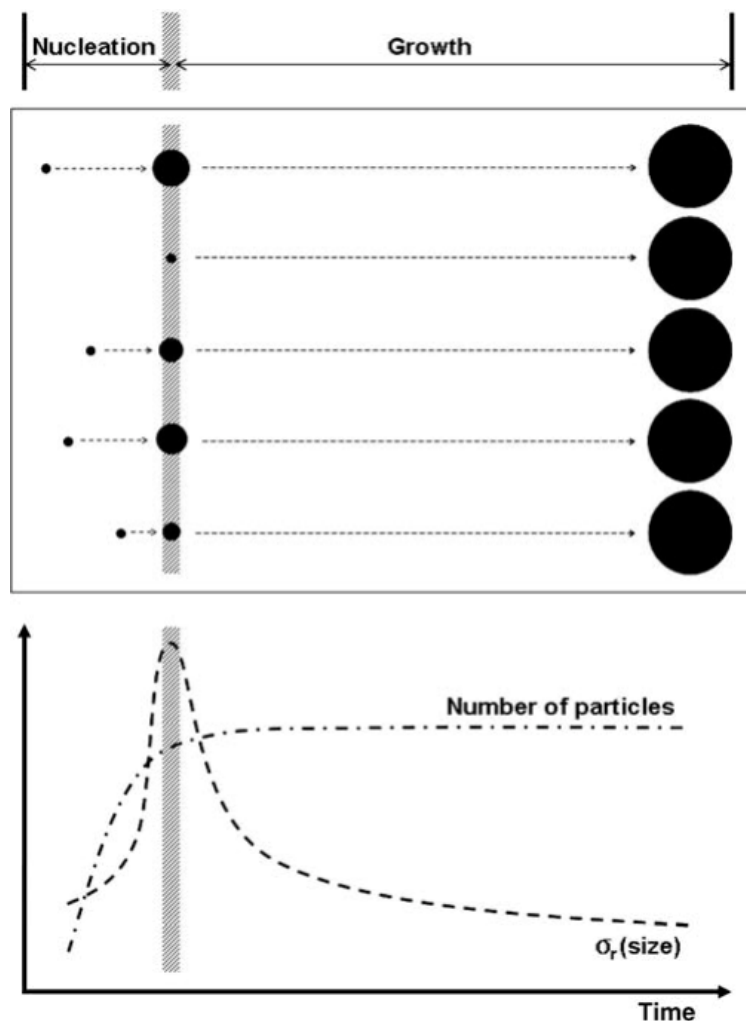 Nucleation
Growth
Number of particles
σr(size)
Time